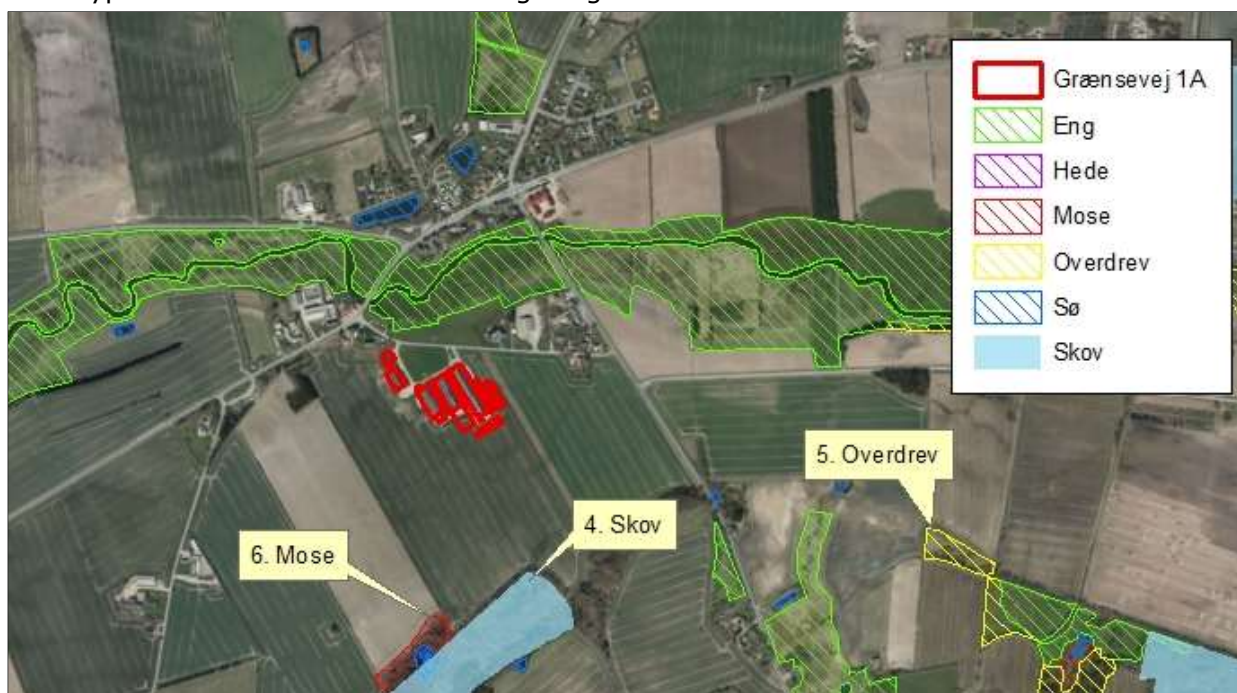 Grænsevej 1A
Eng
Hede
Mose
Overdrev
Sø
Skov
5. Overdrev
4. Skov
6. Mose